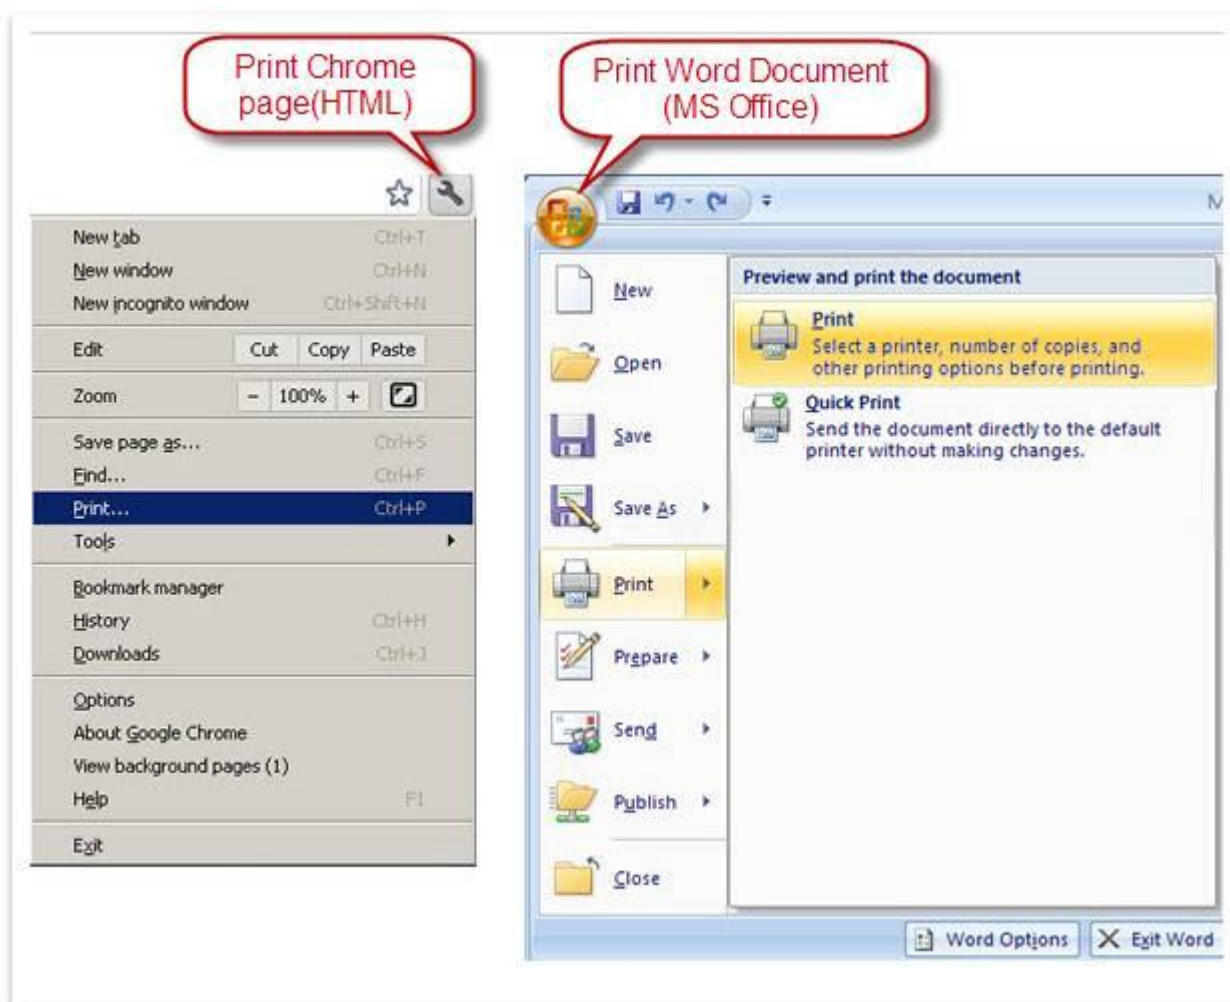 Print Chrome
page(HTML)
Print Word Document
(MS Office)
New tab Ctrl+T
New window Ctrl+N
New incognito window Ctrl+Shift+N
Edit Cut Copy Paste
Zoom - 100% +
Save page as... Ctrl+S
Find... Ctrl+F
Print... Ctrl+P
Tools
Bookmark manager
History Ctrl+H
Downloads Ctrl+J
Options
About Google Chrome
View background pages (1)
Help F1
Exit
M
New
Open
Save
Save As
Print
Prepare
Send
Publish
Close
Preview and print the document
Print
Select a printer, number of copies, and
other printing options before printing.
Quick Print
Send the document directly to the default
printer without making changes.
Word Options Exit Word